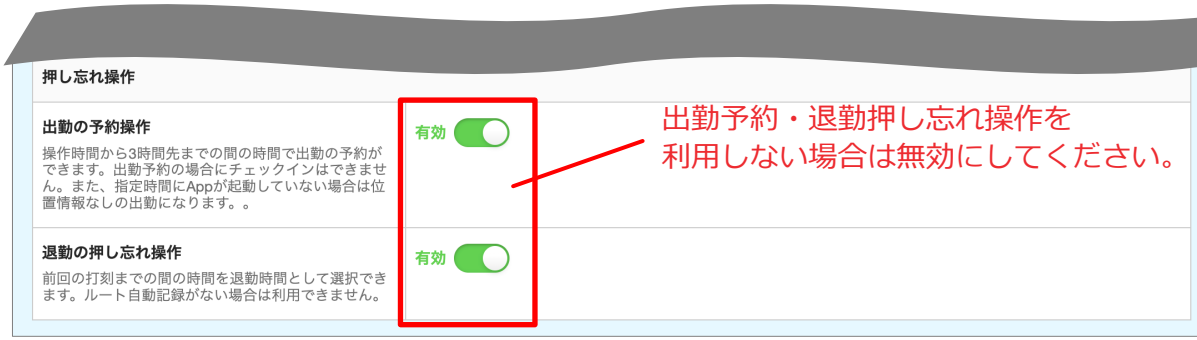 押し忘れ操作
出勤の予約操作
操作時間から3時間先までの間の時間で出勤の予約が
できます。出勤予約の場合にチェックインはできませ
ん。また、指定時間にAppが起動していない場合は位
置情報なしの出勤になります。。
有効
出勤予約・退勤押し忘れ操作を
利用しない場合は無効にしてください。
退勤の押し忘れ操作
前回の打刻までの間の時間を退勤時間として選択でき
ます。ルート自動記録がない場合は利用できません。
有効